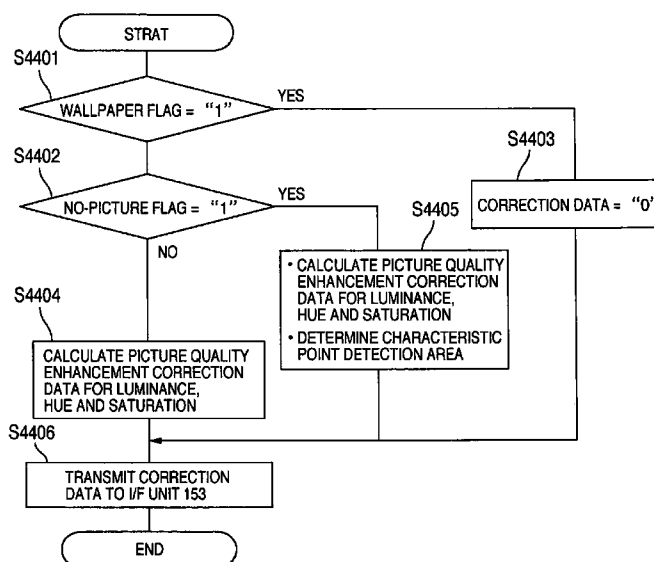 STRAT
S4401
WALLPAPER FLAG = "1"
YES
S4402
NO-PICTURE FLAG = "1"
YES
NO
S4403
CORRECTION DATA = "0"
S4405
• CALCULATE PICTURE QUALITY
ENHANCEMENT CORRECTION
DATA FOR LUMINANCE,
HUE AND SATURATION
• DETERMINE CHARACTERISTIC
POINT DETECTION AREA
S4404
CALCULATE PICTURE QUALITY
ENHANCEMENT CORRECTION
DATA FOR LUMINANCE,
HUE AND SATURATION
S4406
TRANSMIT CORRECTION
DATA TO I/F UNIT 153
END